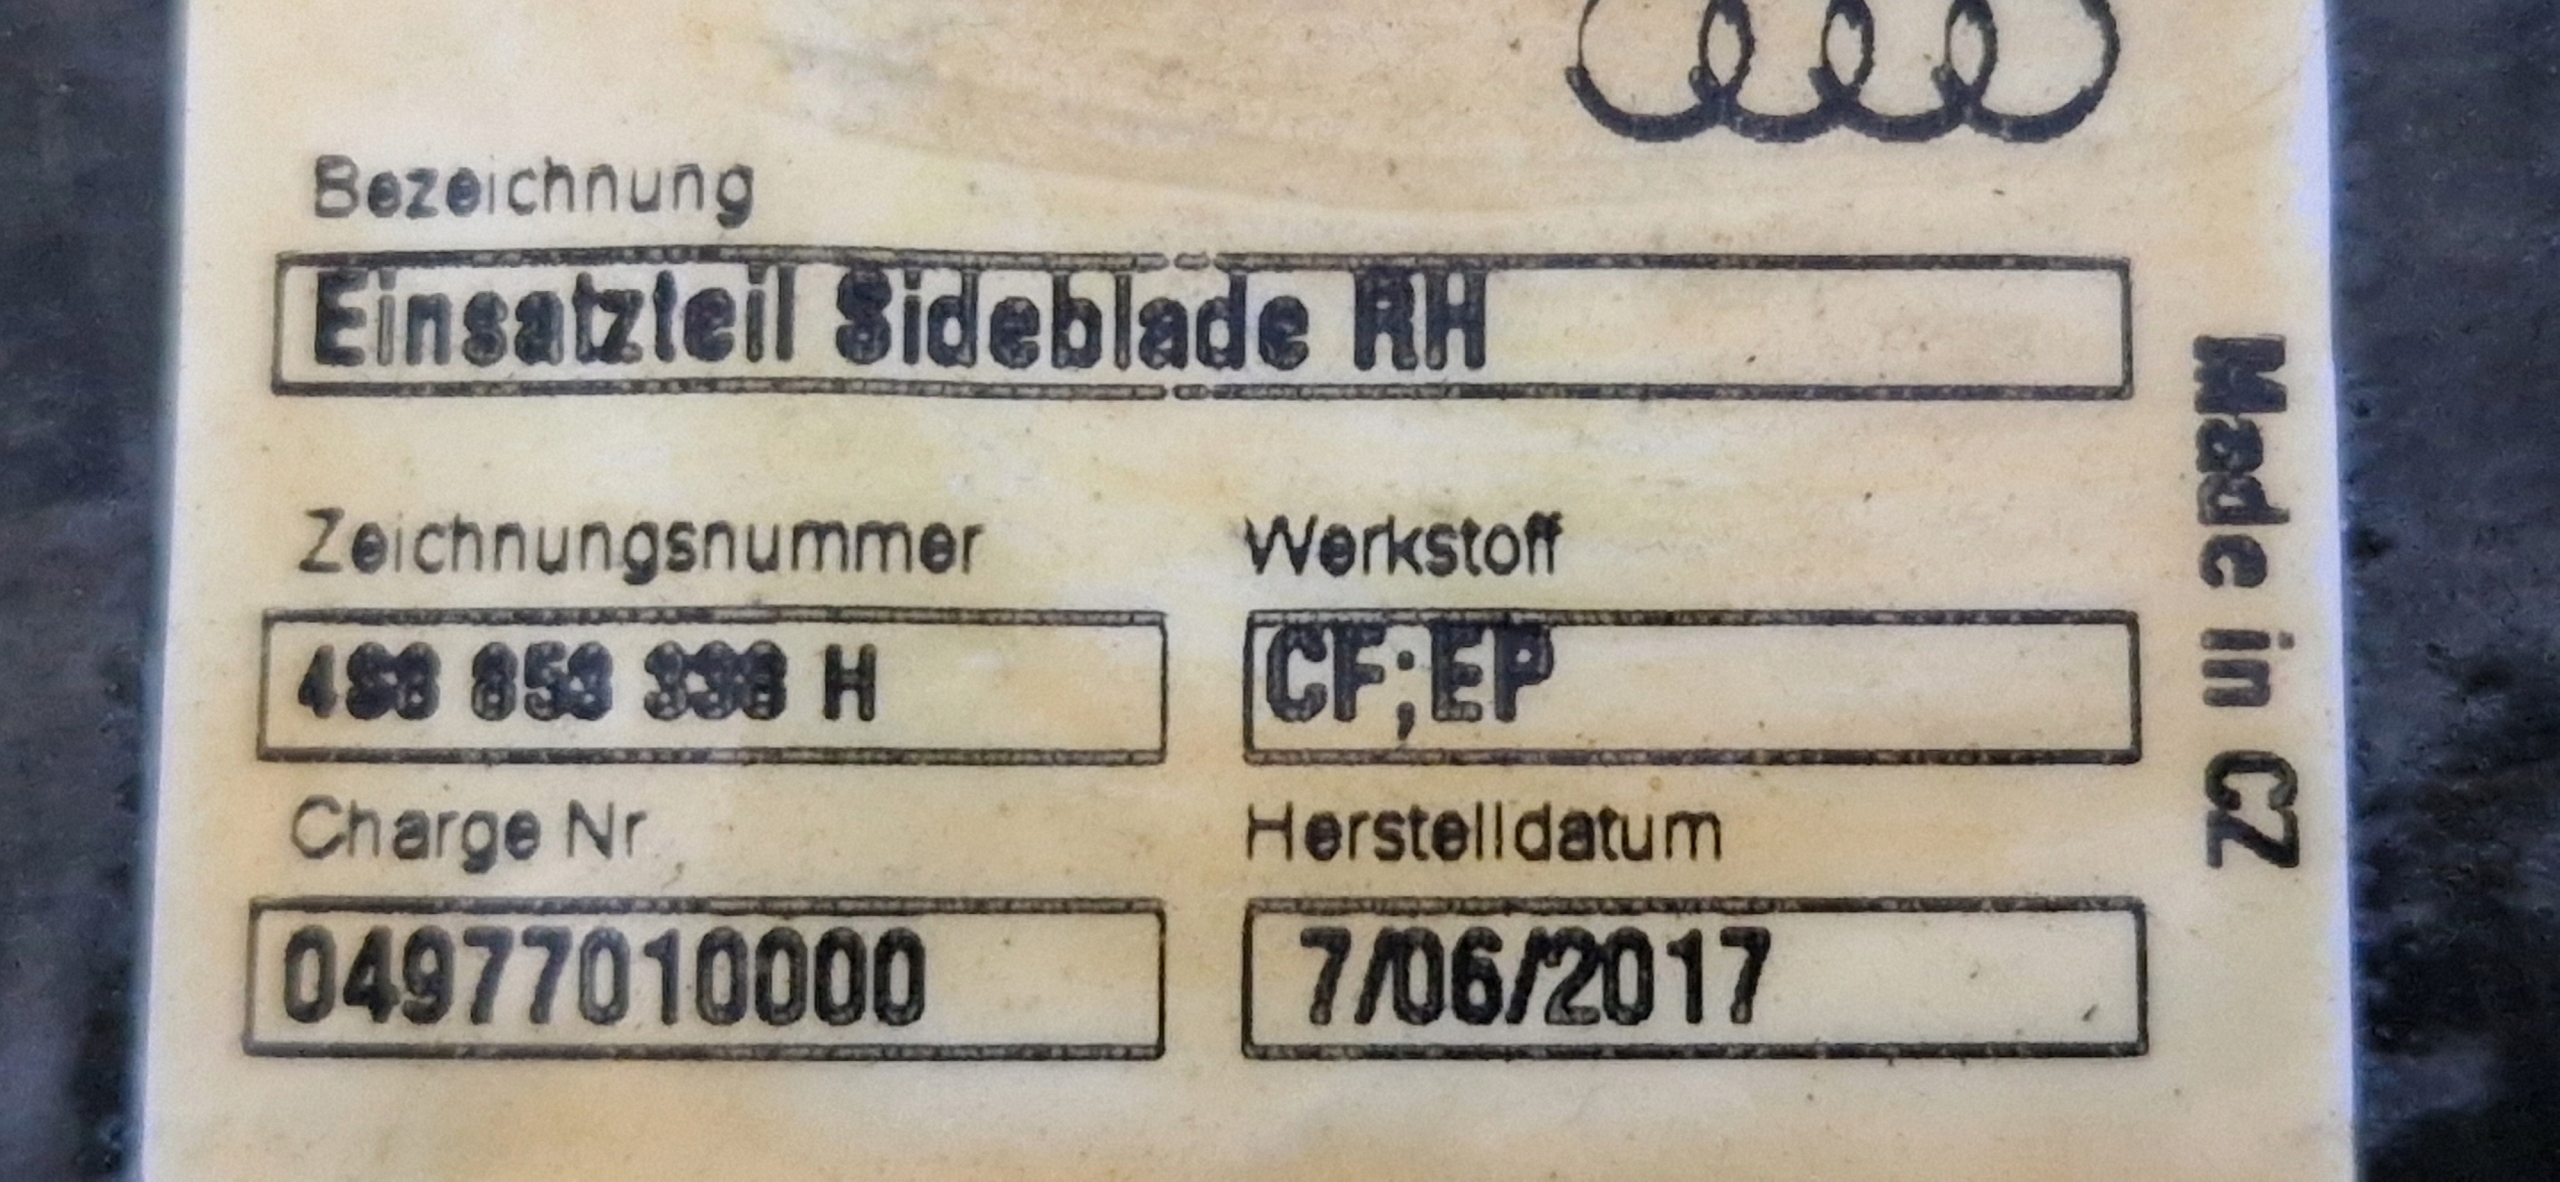 Bezeichnung
Einsatzteil Sideblade RH
Zeichnungsnummer
Werkstoff
H
CF;EP
Charge Nr
Herstelldatum
04977010000
7/06/2017
Made in CZ